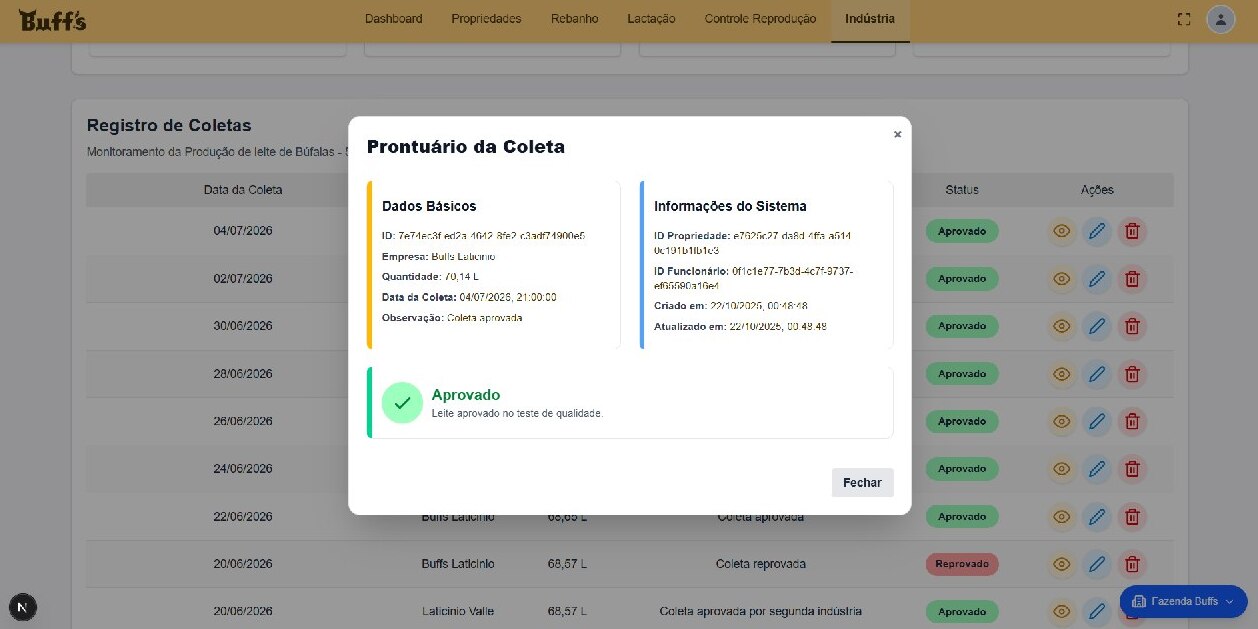 Buffs
Dashboard Propriedades Rebanho Lactação Controle Reprodução Indústria
Registro de Coletas
Monitoramento da Produção de leite de Búfalas -
Data da Coleta Status Ações
04/07/2026 Aprovado
02/07/2026 Aprovado
30/06/2026 Aprovado
28/06/2026 Aprovado
26/06/2026 Aprovado
24/06/2026 Aprovado
22/06/2026 Buffs Laticínio 68,65 L Coleta aprovada Aprovado
20/06/2026 Buffs Laticínio 68,57 L Coleta reprovada Reprovado
20/06/2026 Laticínio Valle 68,57 L Coleta aprovada por segunda indústria Aprovado
Prontuário da Coleta
×
Dados Básicos
ID: 7e74ec3f-ed2a-4642-8fe2-c3adf74900e5
Empresa: Buffs Laticínio
Quantidade: 70,14 L
Data da Coleta: 04/07/2026, 21:00:00
Observação: Coleta aprovada
Informações do Sistema
ID Propriedade: e7625c27-da8d-4ffa-a514-
0c191b1fb1e3
ID Funcionário: 0f1c1e77-7b3d-4c7f-9737-
ef65590a16e4
Criado em: 22/10/2025, 00:48:48
Atualizado em: 22/10/2025, 00:48:48
Aprovado
Leite aprovado no teste de qualidade.
Fechar
N
Fazenda Buffs